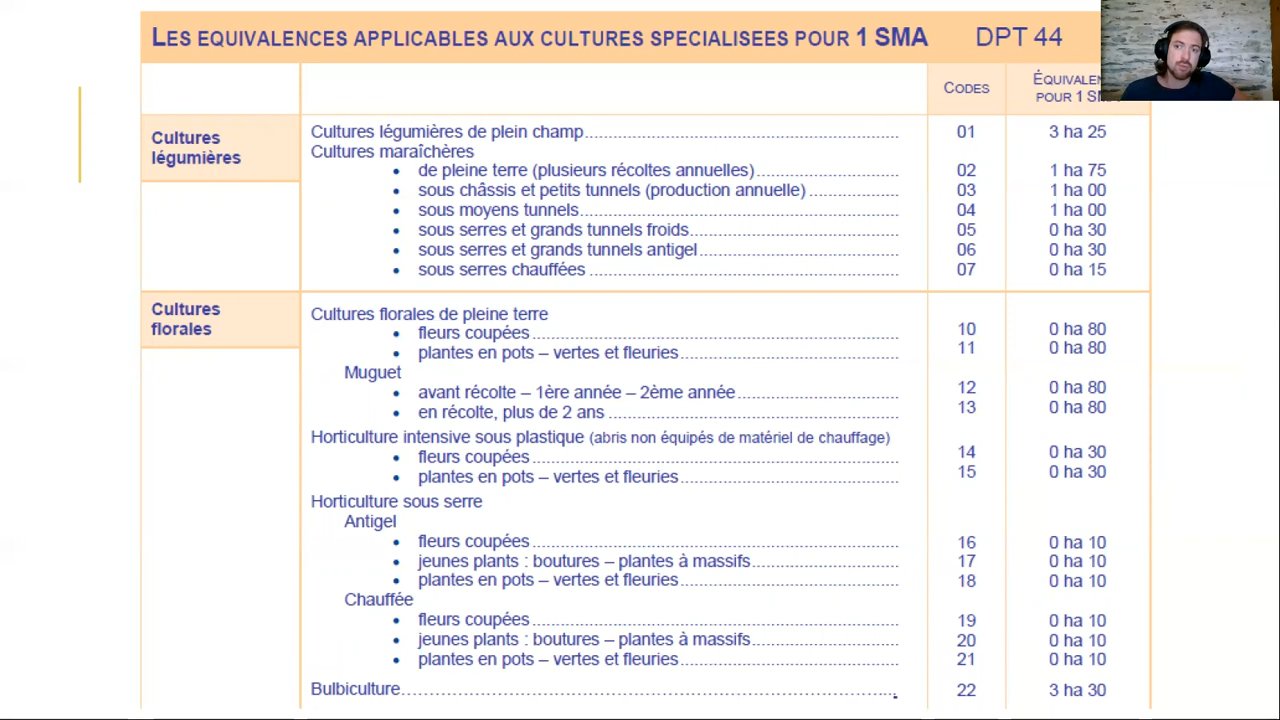 LES EQUIVALENCES APPLICABLES AUX CULTURES SPECIALISEES POUR 1 SMA DPT 44
CODES
POUR 1
Cultures légumières
Cultures légumières de plein champ 01 3 ha 25
Cultures maraîchères
• de pleine terre (plusieurs récoltes annuelles) 02 1 ha 75
• sous châssis et petits tunnels (production annuelle) 03 1 ha 00
• sous moyens tunnels 04 1 ha 00
• sous serres et grands tunnels froids 05 0 ha 30
• sous serres et grands tunnels antigel 06 0 ha 30
• sous serres chauffées 07 0 ha 15
Cultures florales
Cultures florales de pleine terre
• fleurs coupées 10 0 ha 80
• plantes en pots – vertes et fleuries 11 0 ha 80
Muguet
• avant récolte – 1ère année – 2ème année 12 0 ha 80
• en récolte, plus de 2 ans 13 0 ha 80
Horticulture intensive sous plastique (abris non équipés de matériel de chauffage)
• fleurs coupées 14 0 ha 30
• plantes en pots – vertes et fleuries 15 0 ha 30
Horticulture sous serre
Antigel
• fleurs coupées 16 0 ha 10
• jeunes plants : boutures – plantes à massifs 17 0 ha 10
• plantes en pots – vertes et fleuries 18 0 ha 10
Chauffée
• fleurs coupées 19 0 ha 10
• jeunes plants : boutures – plantes à massifs 20 0 ha 10
• plantes en pots – vertes et fleuries 21 0 ha 10
Bulbiculture 22 3 ha 30